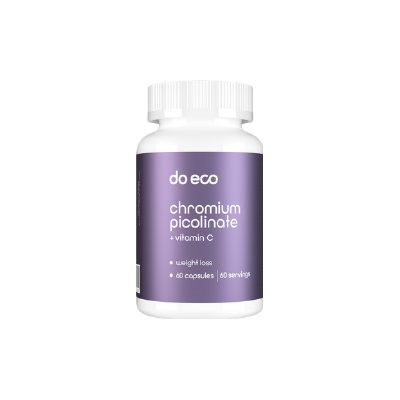 do eco
chromium
picolinate
+ vitamin C
• weight loss
• 60 capsules | 60 servings